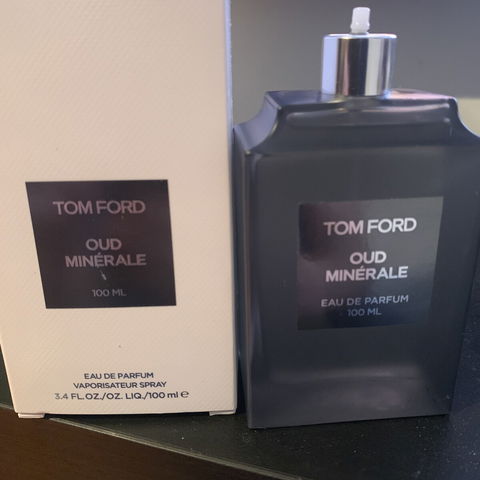 TOM FORD
OUD
MINÉRALE
100 ML
EAU DE PARFUM
VAPORISATEUR SPRAY
3.4 FL.OZ./OZ. LIQ./100 ml ℮
TOM FORD
OUD
MINÉRALE
EAU DE PARFUM
100 ML